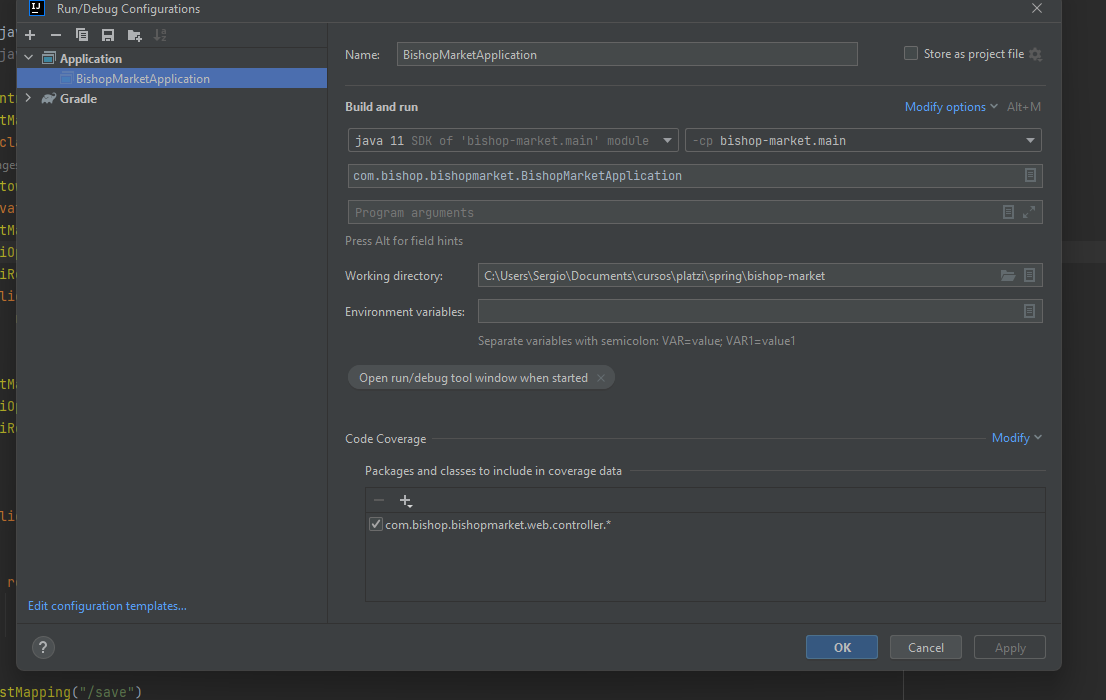 Run/Debug Configurations
Application
BishopMarketApplication
Gradle
Edit configuration templates...
Name: BishopMarketApplication
Store as project file
Build and run
Modify options Alt+M
java 11 SDK of 'bishop-market.main' module
-cp bishop-market.main
com.bishop.bishopmarket.BishopMarketApplication
Program arguments
Press Alt for field hints
Working directory: C:\Users\Sergio\Documents\cursos\platzi\spring\bishop-market
Environment variables:
Separate variables with semicolon: VAR=value; VAR1=value1
Open run/debug tool window when started
Code Coverage
Modify
Packages and classes to include in coverage data
com.bishop.bishopmarket.web.controller.*
?
OK
Cancel
Apply
stMapping("/save")